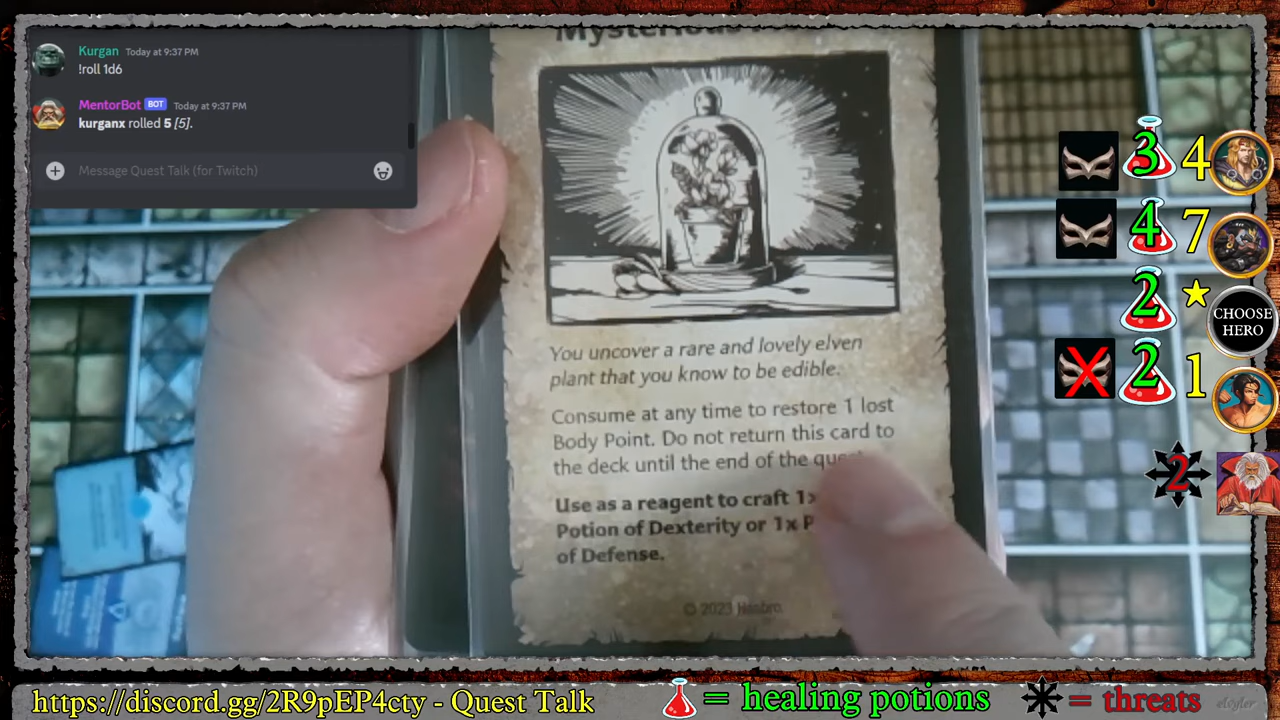 Kurgan Today at 9:37 PM
!roll 1d6
MentorBot BOT Today at 9:37 PM
kurganx rolled 5 [5].
Message Quest Talk (for Twitch)
Mysterious
You uncover a rare and lovely elven
plant that you know to be edible.
Consume at any time to restore 1 lost
Body Point. Do not return this card to
the deck until the end of the
Use as a reagent to craft 1x
Potion of Dexterity or 1x
of Defense.
© 2023 Hasbro.
3 4
4 7
2
CHOOSE
HERO
2 1
2
https://discord.gg/2R9pEP4cty - Quest Talk
= healing potions
= threats